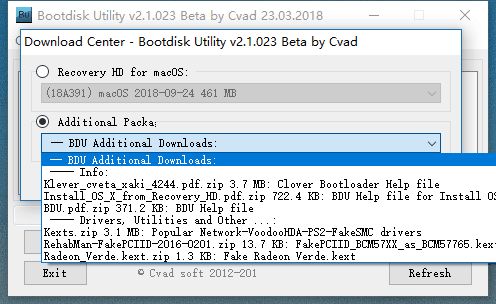 Bootdisk Utility v2.1.023 Beta by Cvad 23.03.2018
Download Center - Bootdisk Utility v2.1.023 Beta by Cvad
Recovery HD for macOS:
(18A391) macOS 2018-09-24 461 MB
Additional Packa
── BDU Additional Downloads:
── BDU Additional Downloads:
─── Info:
Klever_cveta_xaki_4244.pdf.zip 3.7 MB: Clover Bootloader Help file
Install_OS_X_from_Recovery_HD.pdf.zip 722.4 KB: BDU Help file for Install OS
BDU.pdf.zip 371.2 KB: BDU Help file
─── Drivers, Utilities and Other ...:
Kexts.zip 3.1 MB: Popular Network-VoodooHDA-PS2-FakeSMC drivers
RehabMan-FakePCIID-2016-0201.zip 13.7 KB: FakePCIID_BCM57XX_as_BCM57765.kext
Radeon_Verde.kext.zip 1.3 KB: Fake Radeon Verde.kext
Exit
© Cvad soft 2012-201
Refresh